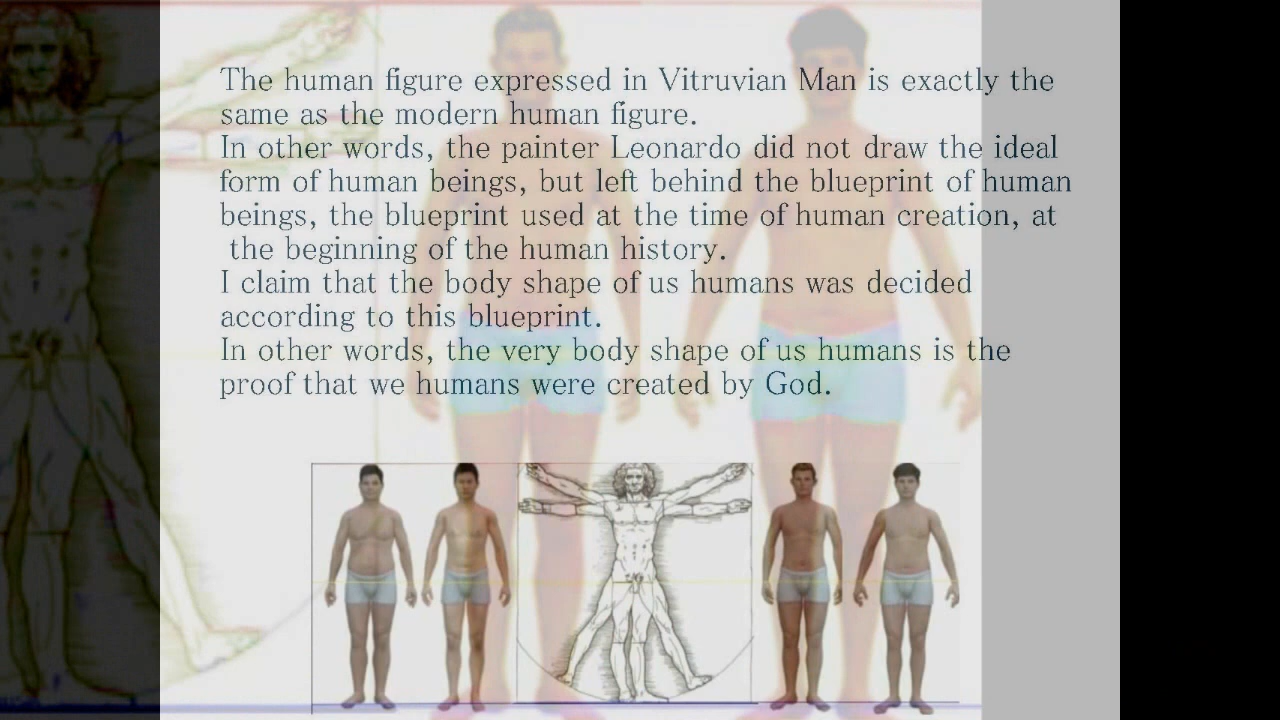 The human figure expressed in Vitruvian Man is exactly the
same as the modern human figure.
In other words, the painter Leonardo did not draw the ideal
form of human beings, but left behind the blueprint of human
beings, the blueprint used at the time of human creation, at
the beginning of the human history.
I claim that the body shape of us humans was decided
according to this blueprint.
In other words, the very body shape of us humans is the
proof that we humans were created by God.